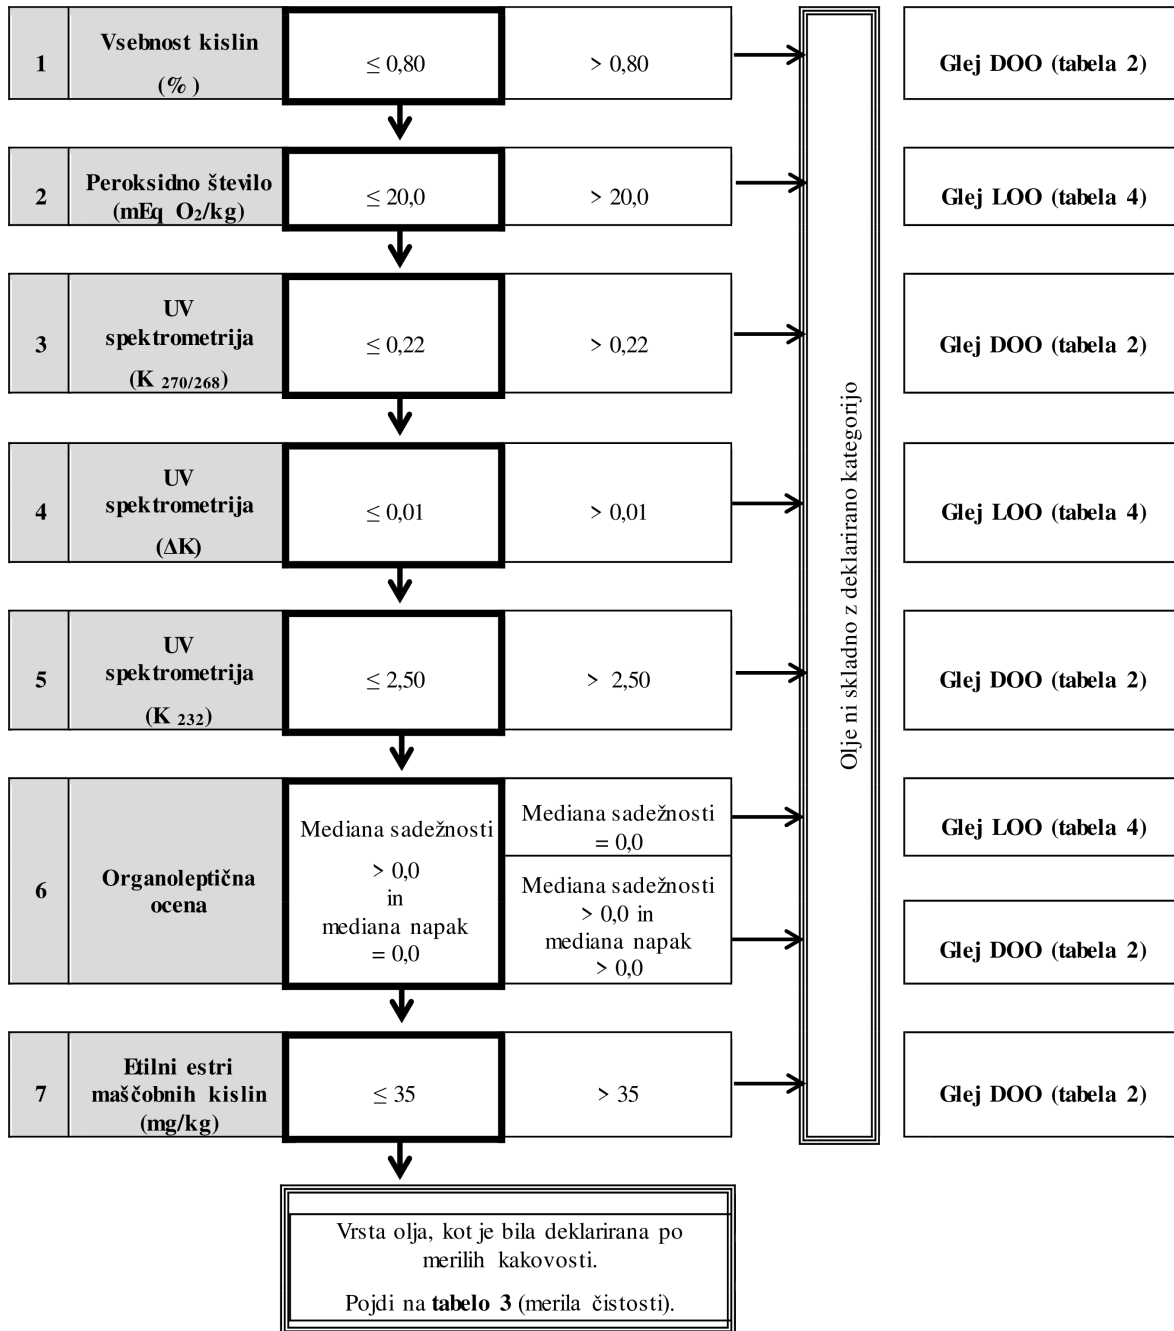 1
Vsebnost kislin
(%)
≤ 0,80
> 0,80
Glej DOO (tabela 2)
2
Peroksidno število
(mEq O₂/kg)
≤ 20,0
> 20,0
Glej LOO (tabela 4)
3
UV
spektrometrija
(K 270/268)
≤ 0,22
> 0,22
Glej DOO (tabela 2)
4
UV
spektrometrija
(ΔK)
≤ 0,01
> 0,01
Glej LOO (tabela 4)
5
UV
spektrometrija
(K 232)
≤ 2,50
> 2,50
Glej DOO (tabela 2)
6
Organoleptična
ocena
Mediana sadežnosti
> 0,0
in
mediana napak
= 0,0
Mediana sadežnosti
= 0,0
Glej LOO (tabela 4)
Mediana sadežnosti
> 0,0 in
mediana napak
> 0,0
Glej DOO (tabela 2)
7
Etilni estri
maščobnih kislin
(mg/kg)
≤ 35
> 35
Glej DOO (tabela 2)
Olje ni skladno z deklarirano kategorijo
Vrsta olja, kot je bila deklarirana po
merilih kakovosti.
Pojdi na tabelo 3 (merila čistosti).